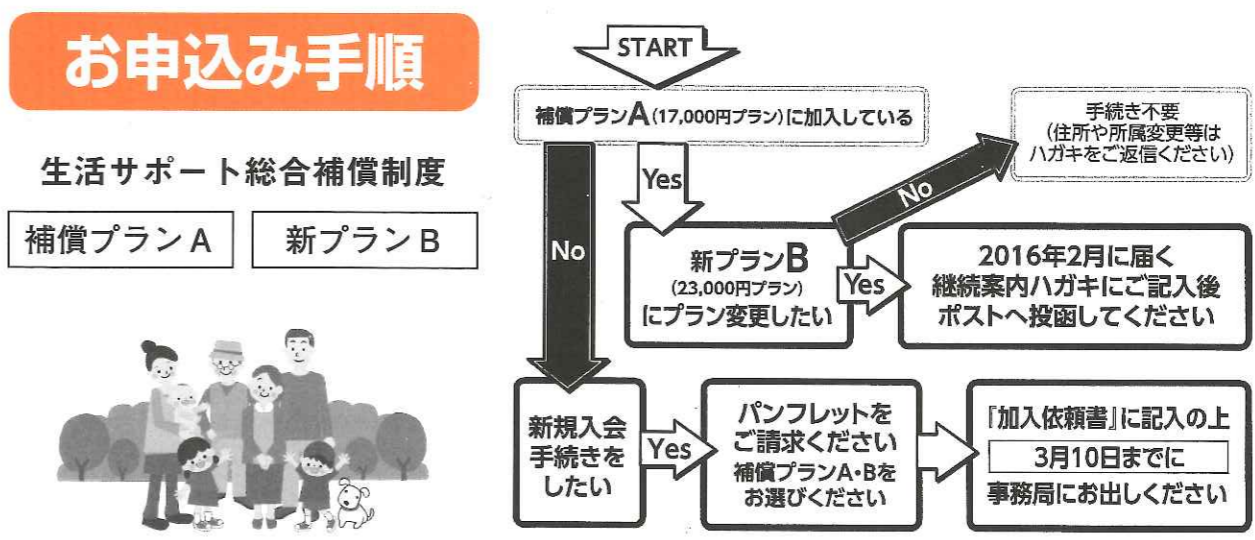 お申込み手順
生活サポート総合補償制度
補償プランA
新プランB
START
補償プランA(17,000円プラン)に加入している
Yes
No
新プランB
(23,000円プラン)
にプラン変更したい
No
手続き不要
(住所や所属変更等は
ハガキをご返信ください)
Yes
2016年2月に届く
継続案内ハガキにご記入後
ポストへ投函してください
新規入会
手続きを
したい
Yes
パンフレットを
ご請求ください
補償プランA・Bを
お選びください
『加入依頼書』に記入の上
3月10日までに
事務局にお出しください